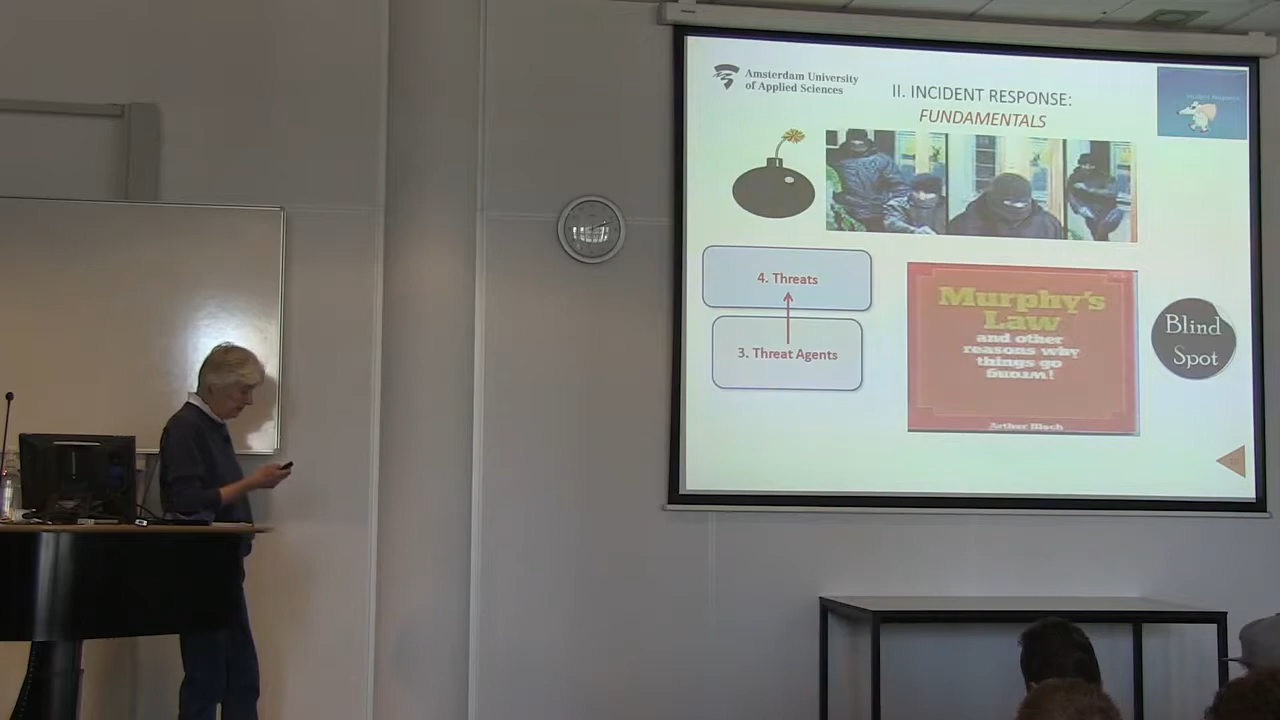 Amsterdam University
of Applied Sciences
II. INCIDENT RESPONSE:
FUNDAMENTALS
4. Threats
3. Threat Agents
Murphy's
Law
and other
reasons why
things go
wrong!
Arthur Bloch
Blind
Spot